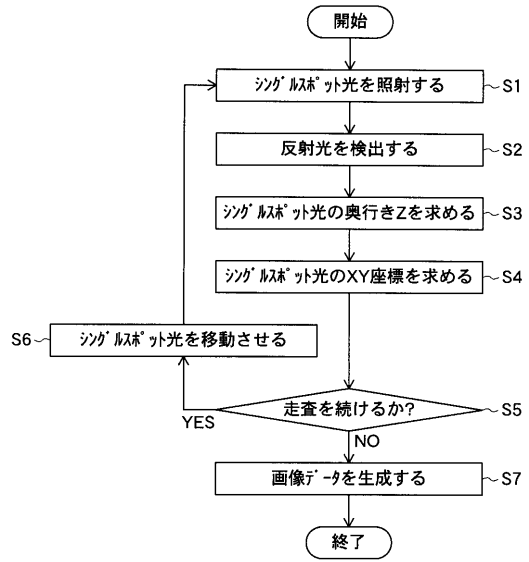 開始
ｼﾝｸﾞﾙｽﾎﾟｯﾄ光を照射する
S1
反射光を検出する
S2
ｼﾝｸﾞﾙｽﾎﾟｯﾄ光の奥行きZを求める
S3
ｼﾝｸﾞﾙｽﾎﾟｯﾄ光のXY座標を求める
S4
S6
ｼﾝｸﾞﾙｽﾎﾟｯﾄ光を移動させる
走査を続けるか?
S5
YES
NO
画像ﾃﾞｰﾀを生成する
S7
終了